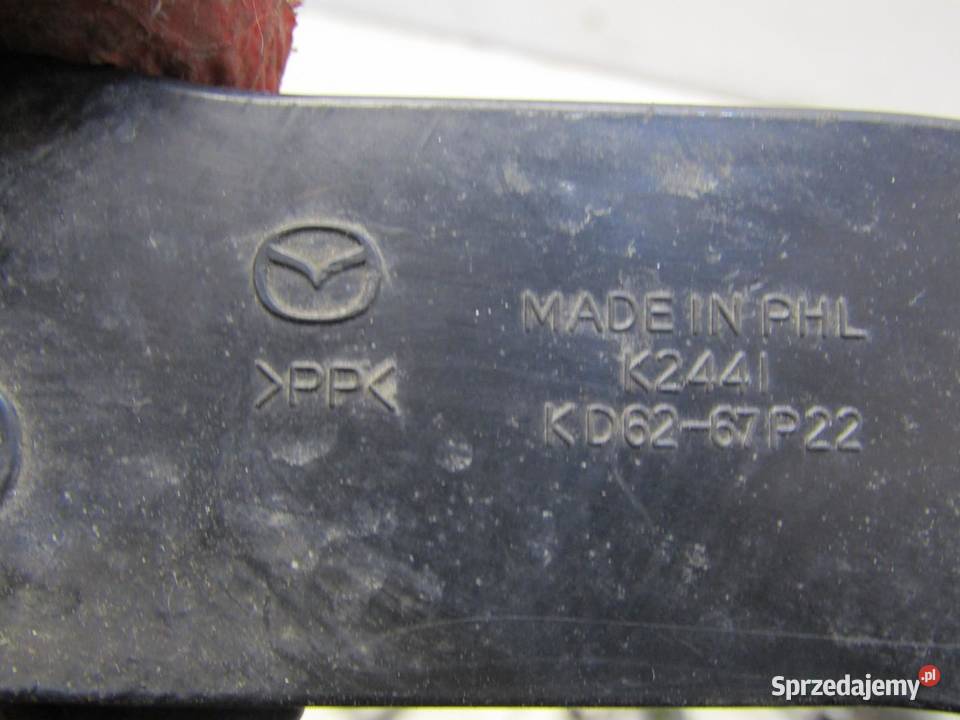 MADE IN PHL
>PP<
K2441
KD62-67P22
Sprzedajemy.pl